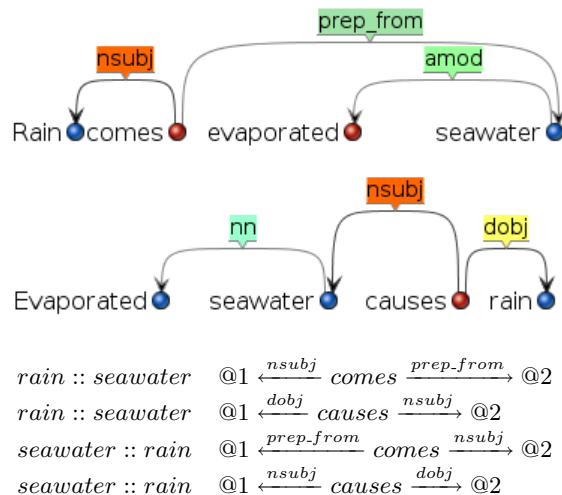 prep_from
nsubj amod
Rain comes evaporated seawater
nsubj
nn dobj
Evaporated seawater causes rain
rain :: seawater @1 ←nsubj− comes −prep_from→ @2
rain :: seawater @1 ←dobj− causes −nsubj→ @2
seawater :: rain @1 ←prep_from− comes −nsubj→ @2
seawater :: rain @1 ←nsubj− causes −dobj→ @2